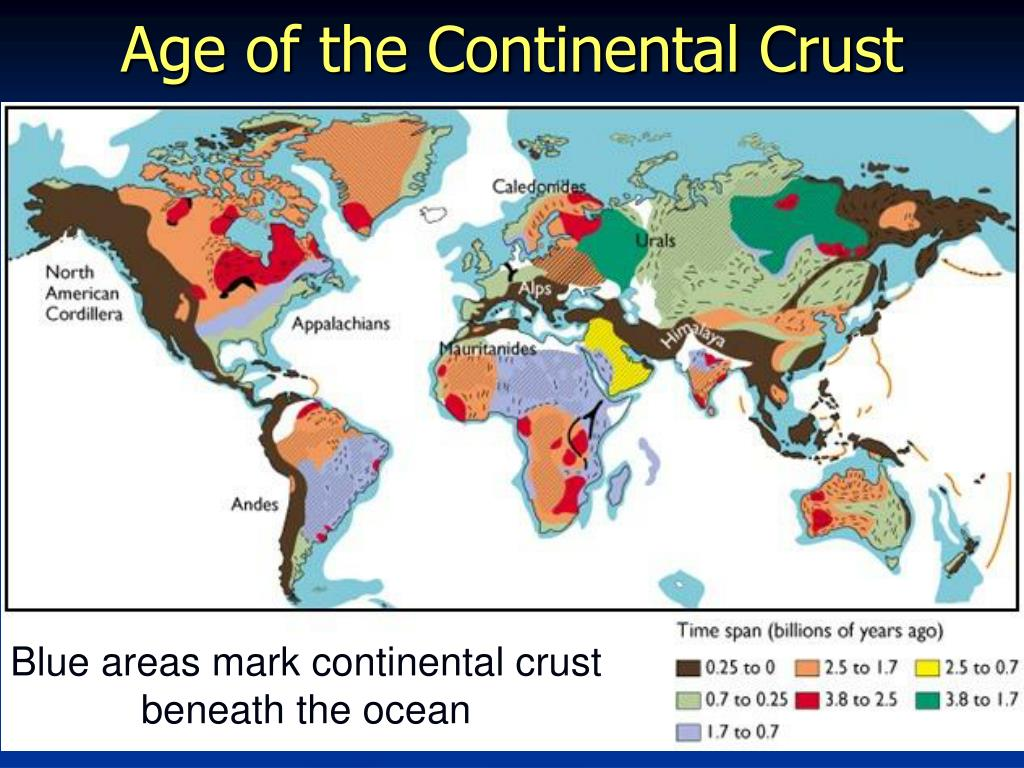 Age of the Continental Crust
Caledonides
Urals
North
American
Cordillera
Alps
Appalachians
Himalaya
Mauritanides
Andes
Time span (billions of years ago)
0.25 to 0
2.5 to 1.7
2.5 to 0.7
0.7 to 0.25
3.8 to 2.5
3.8 to 1.7
1.7 to 0.7
Blue areas mark continental crust
beneath the ocean